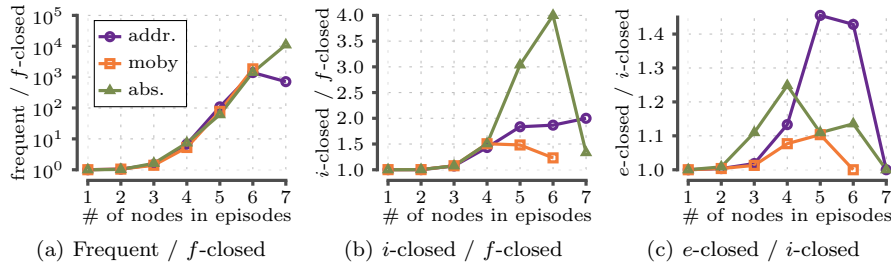 frequent / f-closed
10^5
10^4
10^3
10^2
10^1
10^0
addr.
moby
abs.
1 2 3 4 5 6 7
# of nodes in episodes
(a) Frequent / f-closed
i-closed / f-closed
4.0
3.5
3.0
2.5
2.0
1.5
1.0
1 2 3 4 5 6 7
# of nodes in episodes
(b) i-closed / f-closed
e-closed / i-closed
1.4
1.3
1.2
1.1
1.0
1 2 3 4 5 6 7
# of nodes in episodes
(c) e-closed / i-closed